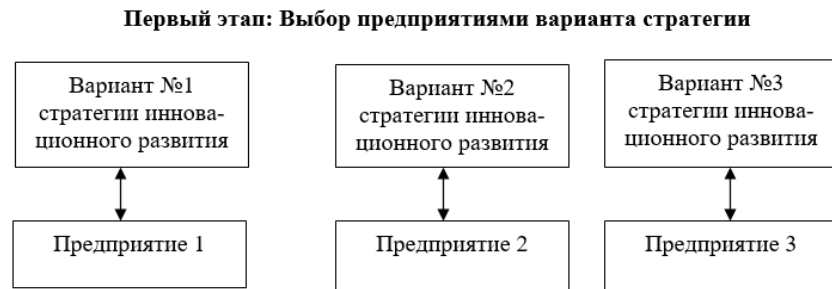 Первый этап: Выбор предприятиями варианта стратегии
Вариант №1
стратегии иннова-
ционного развития
Вариант №2
стратегии иннова-
ционного развития
Вариант №3
стратегии иннова-
ционного развития
Предприятие 1
Предприятие 2
Предприятие 3